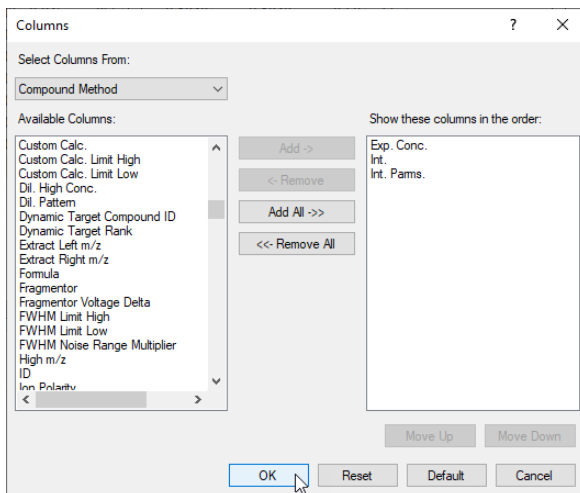 Columns
?
Select Columns From:
Compound Method
Available Columns:
Custom Calc.
Custom Calc. Limit High
Custom Calc. Limit Low
Dil. High Conc.
Dil. Pattern
Dynamic Target Compound ID
Dynamic Target Rank
Extract Left m/z
Extract Right m/z
Formula
Fragmentor
Fragmentor Voltage Delta
FWHM Limit High
FWHM Limit Low
FWHM Noise Range Multiplier
High m/z
ID
Ion Polarity
Add ->
<- Remove
Add All ->>
<<- Remove All
Show these columns in the order:
Exp. Conc.
Int.
Int. Parms.
Move Up
Move Down
OK
Reset
Default
Cancel